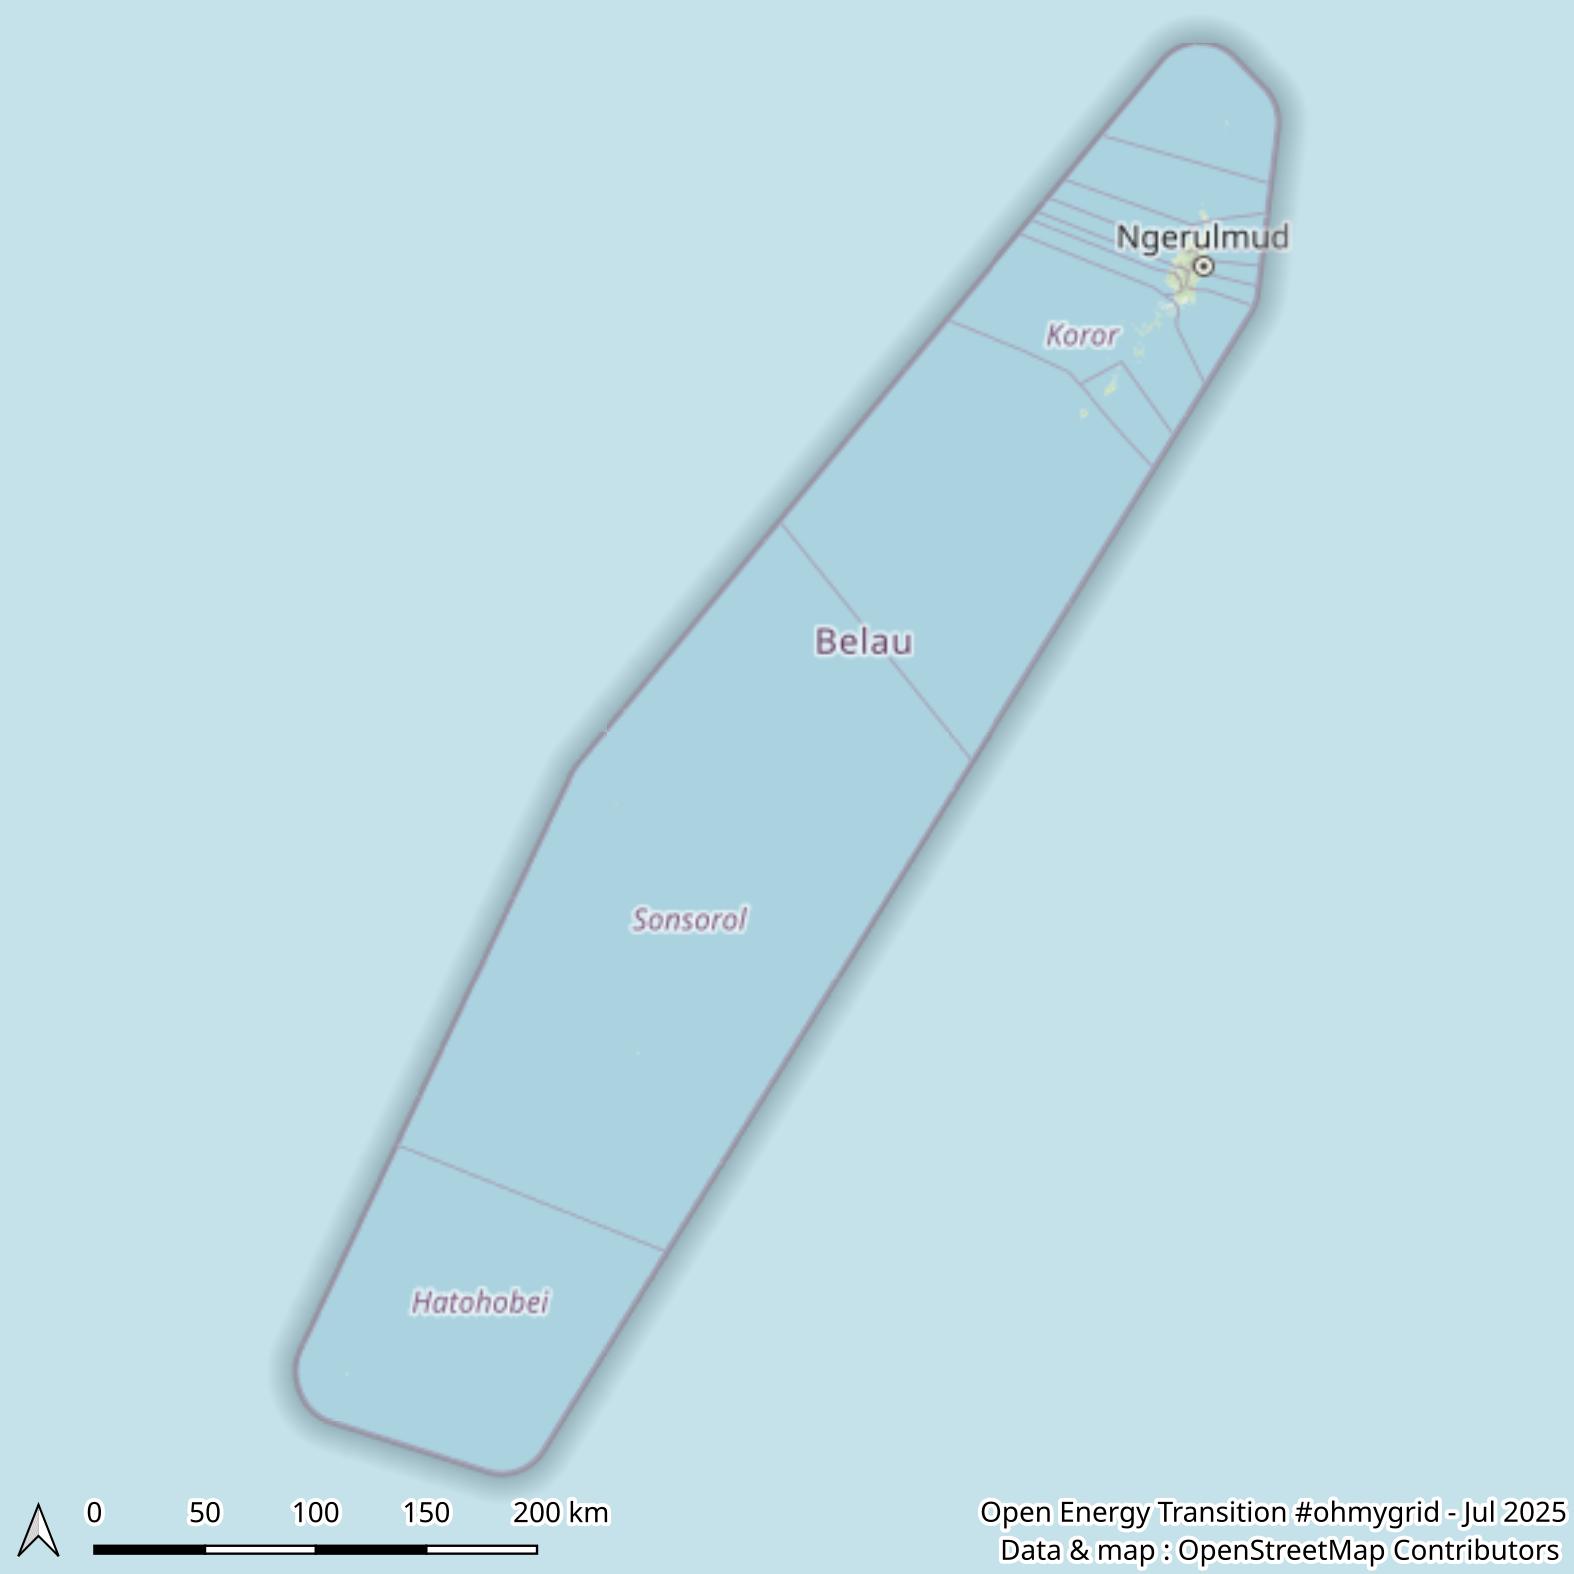 Ngerulmud
Koror
Belau
Sonsorol
Hatohobei
0 50 100 150 200 km
Open Energy Transition #ohmygrid - Jul 2025
Data & map : OpenStreetMap Contributors